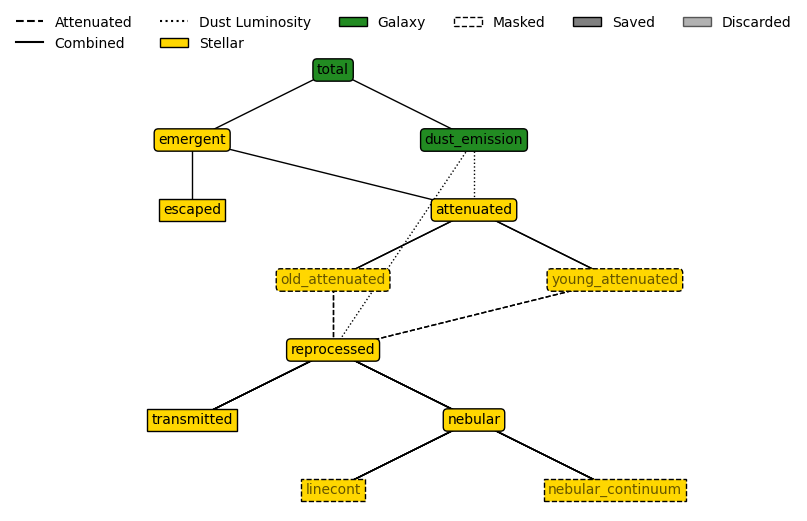 Attenuated
Dust Luminosity
Galaxy
Masked
Saved
Discarded
Combined
Stellar
total
emergent
dust_emission
escaped
attenuated
old_attenuated
young_attenuated
reprocessed
transmitted
nebular
linecont
nebular_continuum